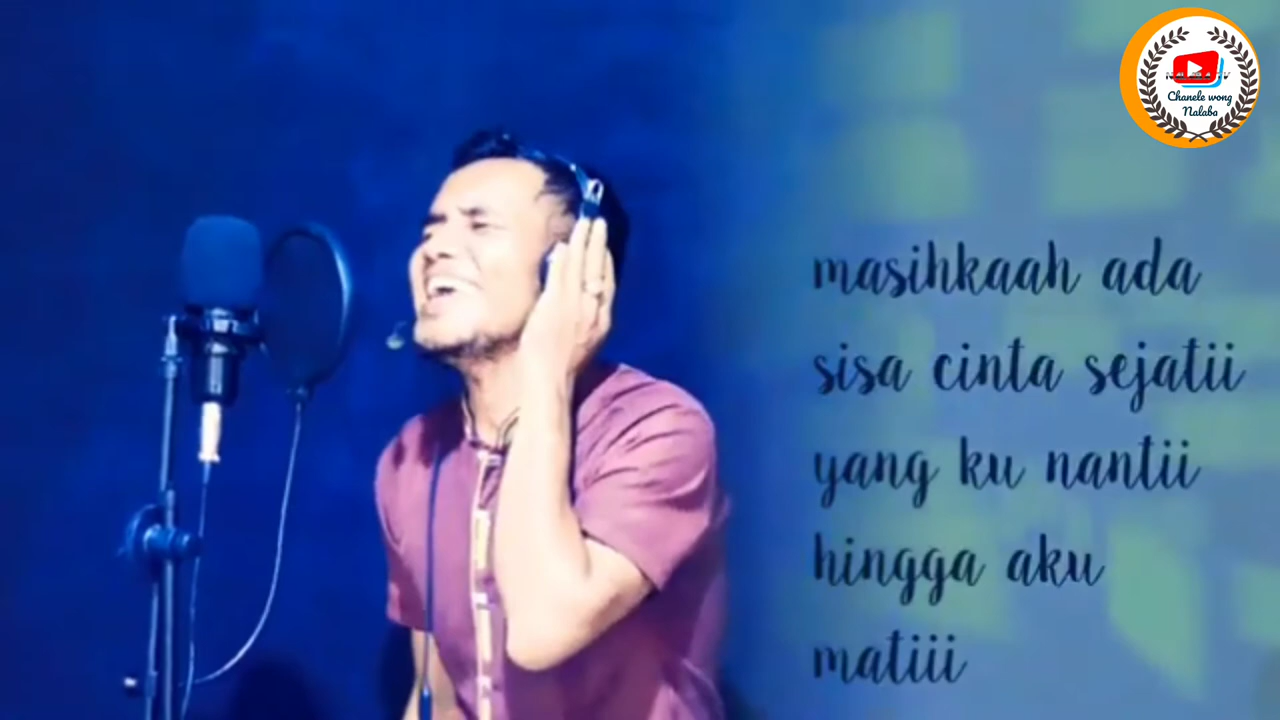 Chanele wong
Nalaba
masihkaah ada
sisa cinta sejatii
yang ku nantii
hingga aku
matiii